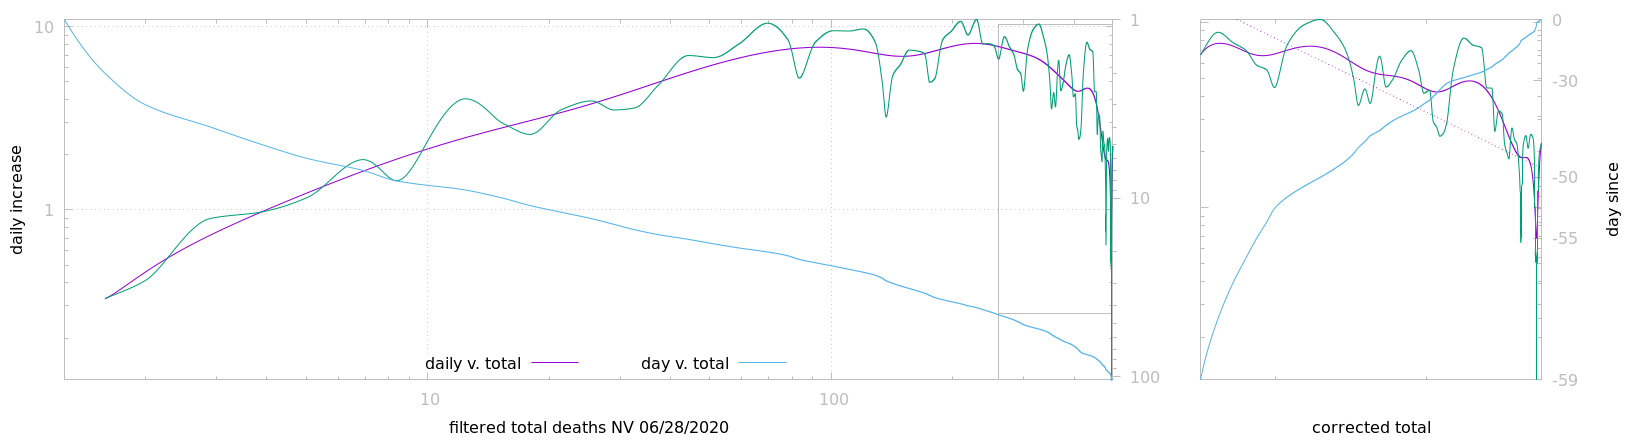 10
1
daily increase
daily v. total
day v. total
10
100
filtered total deaths NV 06/28/2020
1
10
100
0
-30
-50
-55
-59
day since
corrected total